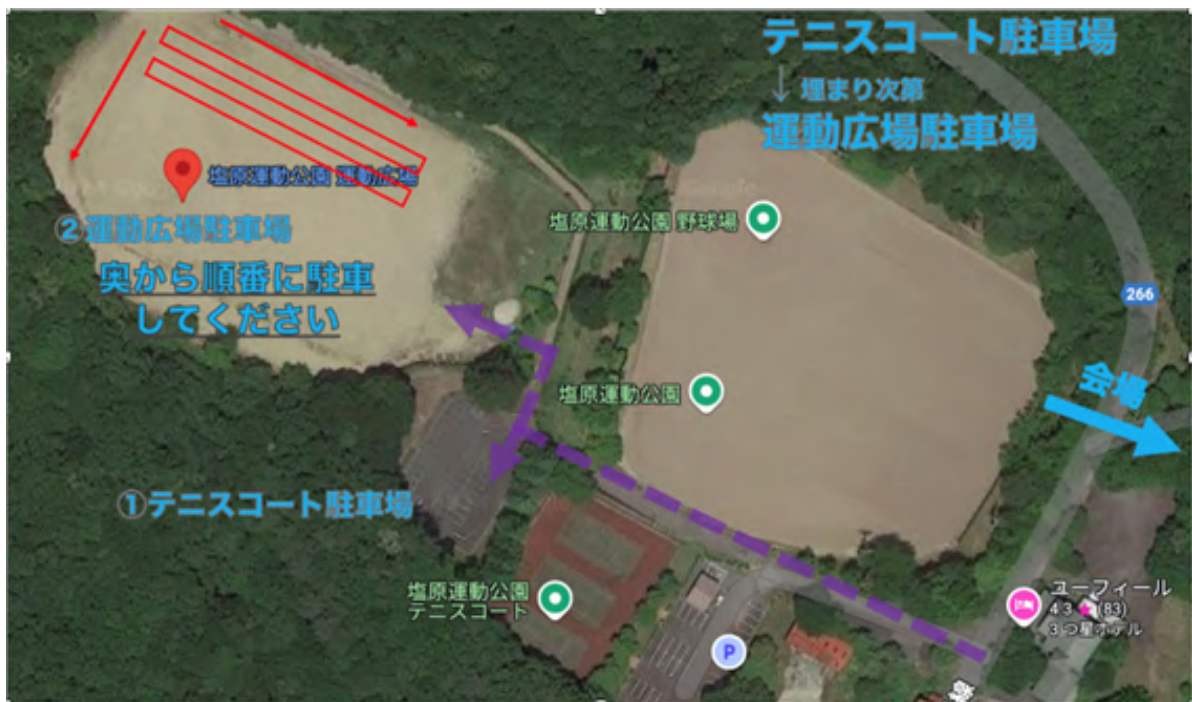 テニスコート駐車場
↓ 埋まり次第
運動広場駐車場
塩原運動公園 運動広場
②運動広場駐車場
奥から順番に駐車
してください
塩原運動公園 野球場
266
会場
塩原運動公園
①テニスコート駐車場
塩原運動公園
テニスコート
P
ユーフィール
4.3 ★ (83)
3 つ星ホテル